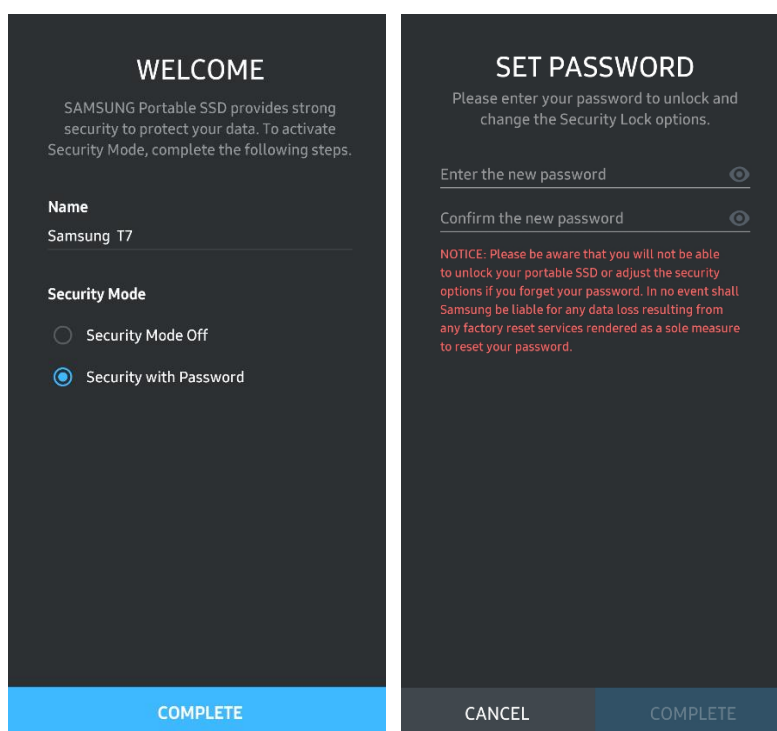 WELCOME
SAMSUNG Portable SSD provides strong
security to protect your data. To activate
Security Mode, complete the following steps.
Name
Samsung T7
Security Mode
Security Mode Off
Security with Password
COMPLETE
SET PASSWORD
Please enter your password to unlock and
change the Security Lock options.
Enter the new password
Confirm the new password
NOTICE: Please be aware that you will not be able
to unlock your portable SSD or adjust the security
options if you forget your password. In no event shall
Samsung be liable for any data loss resulting from
any factory reset services rendered as a sole measure
to reset your password.
CANCEL
COMPLETE